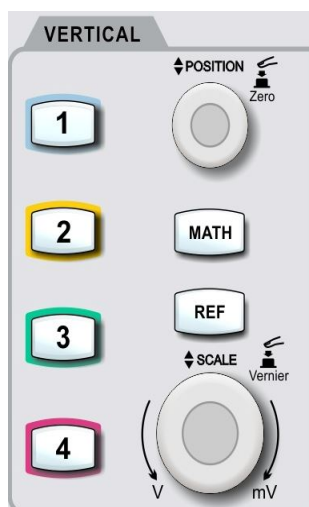 VERTICAL
POSITION
Zero
1
2
MATH
REF
3
SCALE
Vernier
4
V
mV